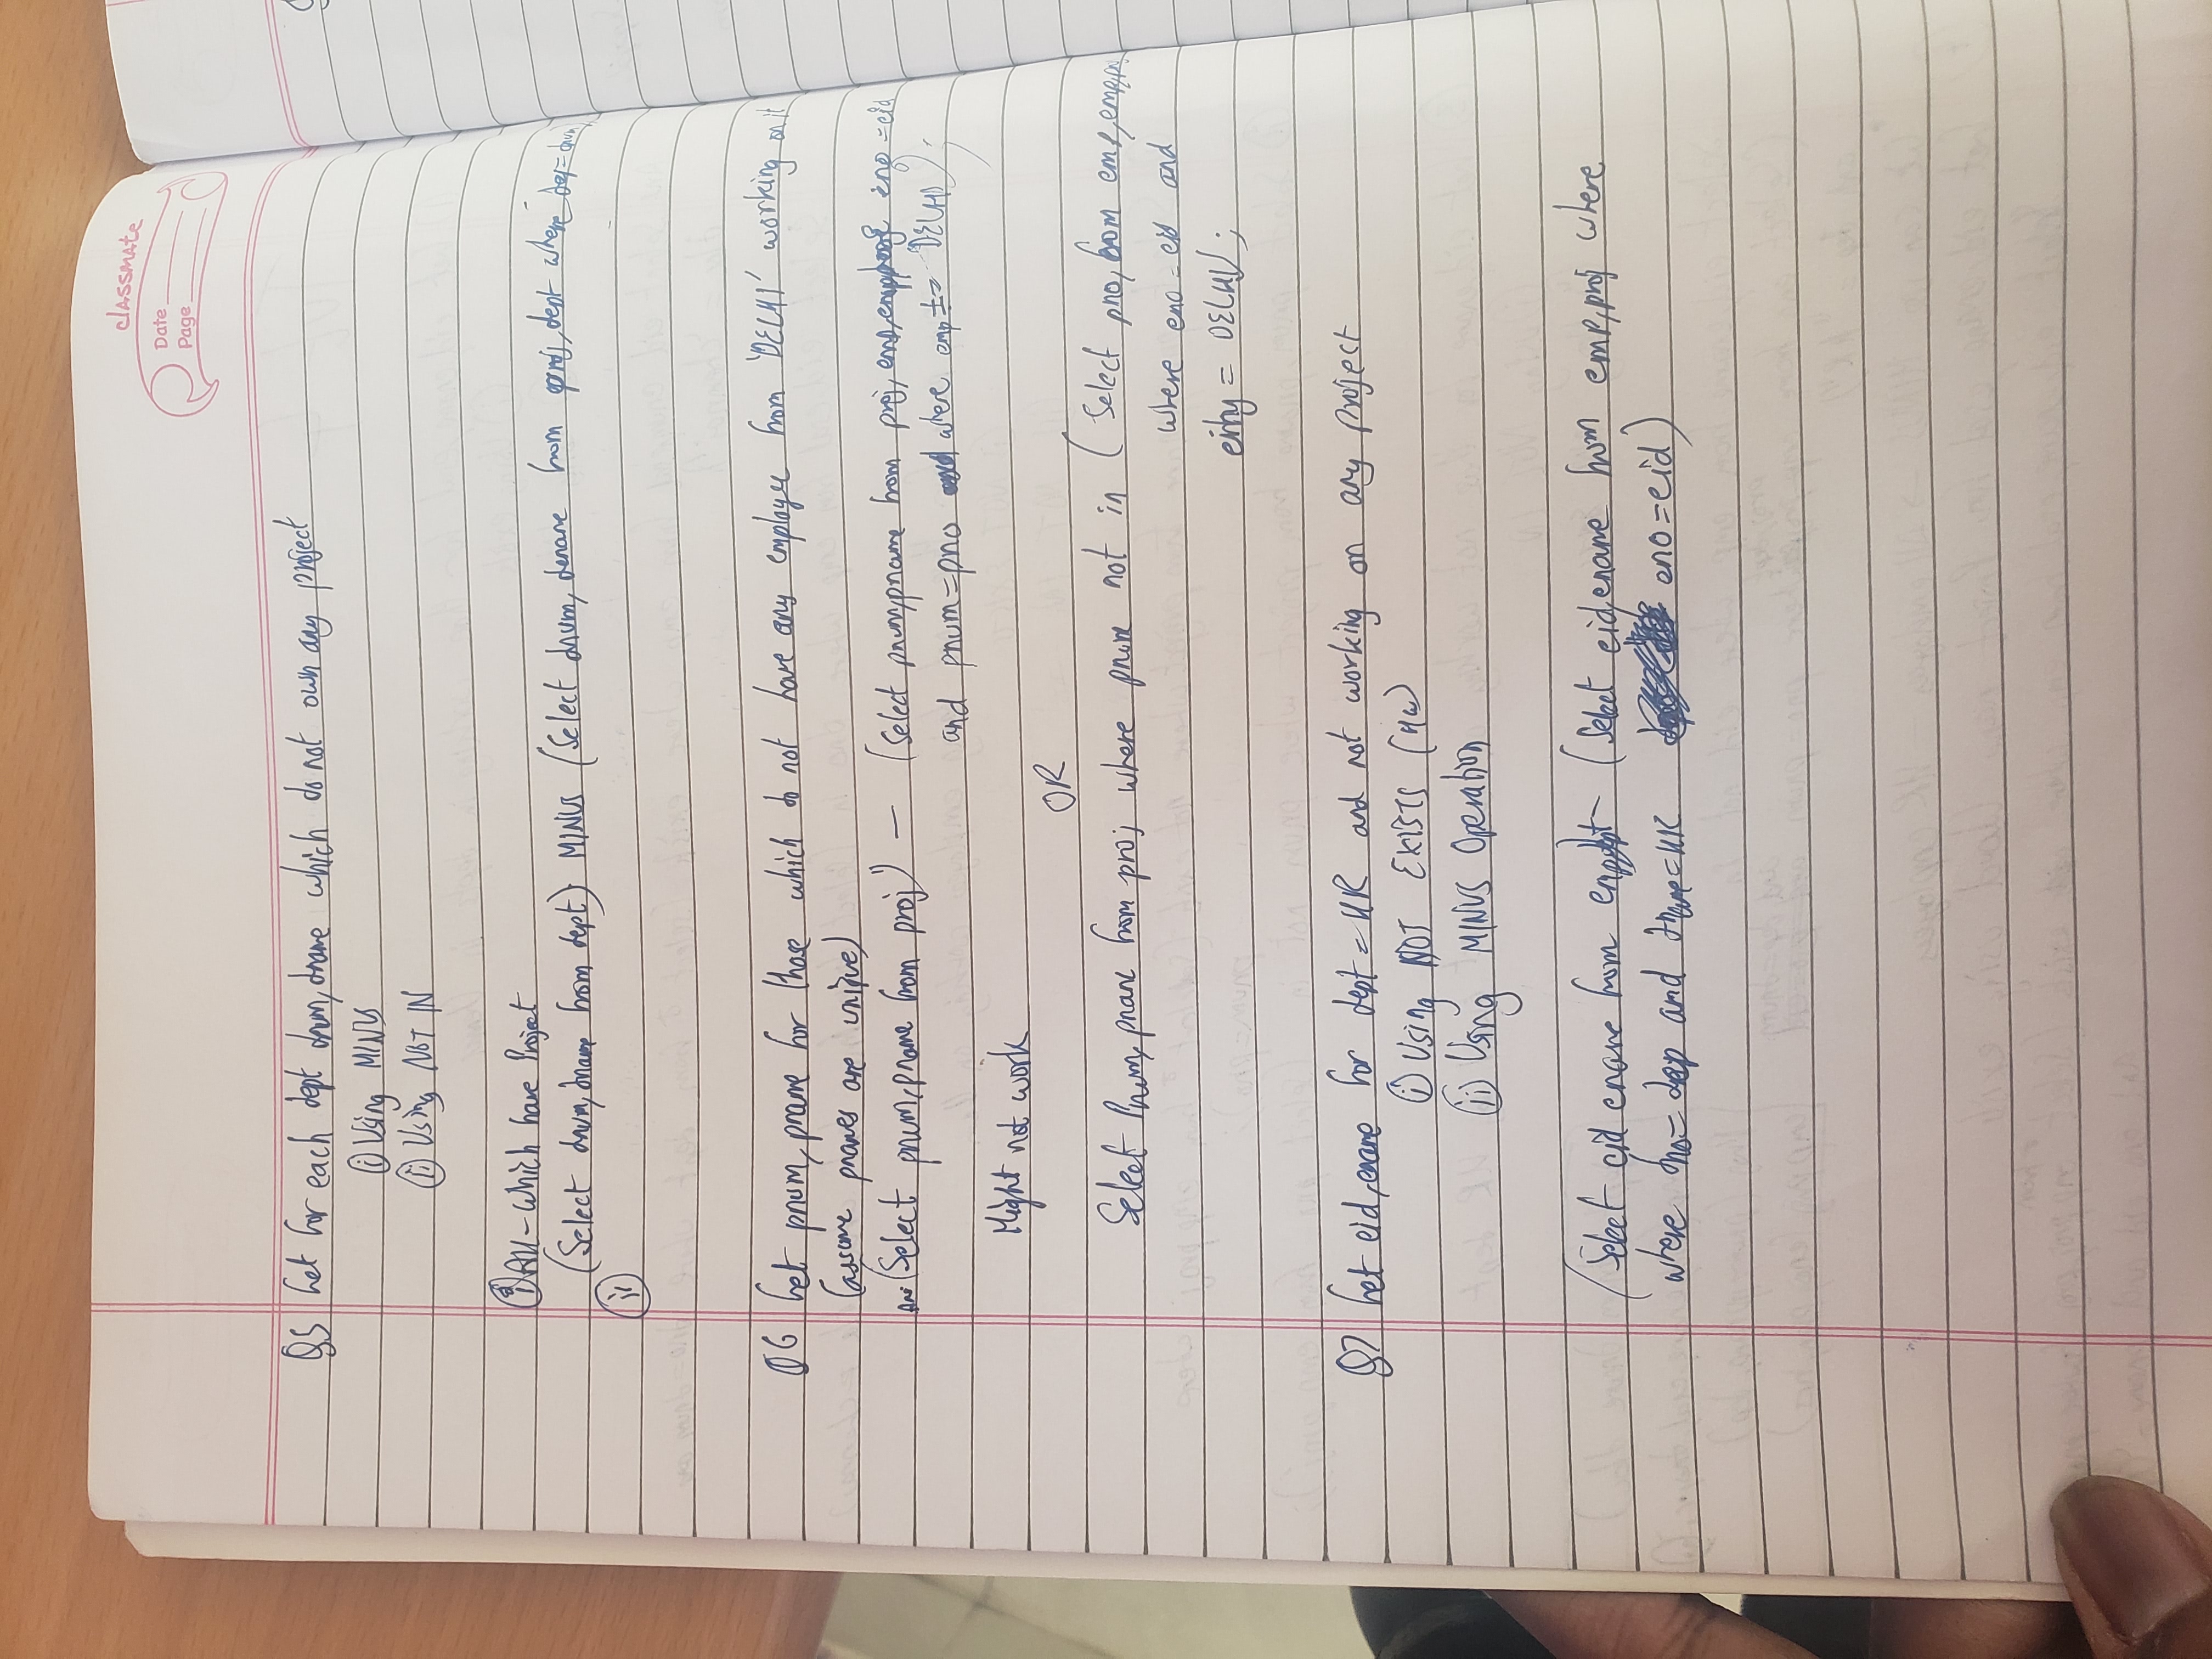 classmate
Date
Page
Q5 Get for each dept dnum, dname which do not own any project
(i) Using MINUS
(ii) Using NOT IN
(i) All - which have Project
(Select dnum, dname from dept) MINUS (Select dnum, dename from proj, dept where dep = dnum)
(ii)
Q6 Get pnum, pname for those which do not have any employee from 'DELHI' working on it
(assume pnames are unique)
Ans (Select pnum, pname from proj) - (Select pnum, pname from proj, emp, empproj eno = eid
and pnum = pno where emp = DELHI);
Might not work
OR
Select Pnum, pname from proj where pnum not in (Select pno, from emp,
where eno = eid and
eity = DELHI);
Q7 Get eid, ename for dept = HR and not working on any project
(i) Using NOT EXISTS (HW)
(ii) Using MINUS Operation
(Select eid ename from - (Select eid, ename from emp, proj where
where dno = dep and dname = HR eno = eid)